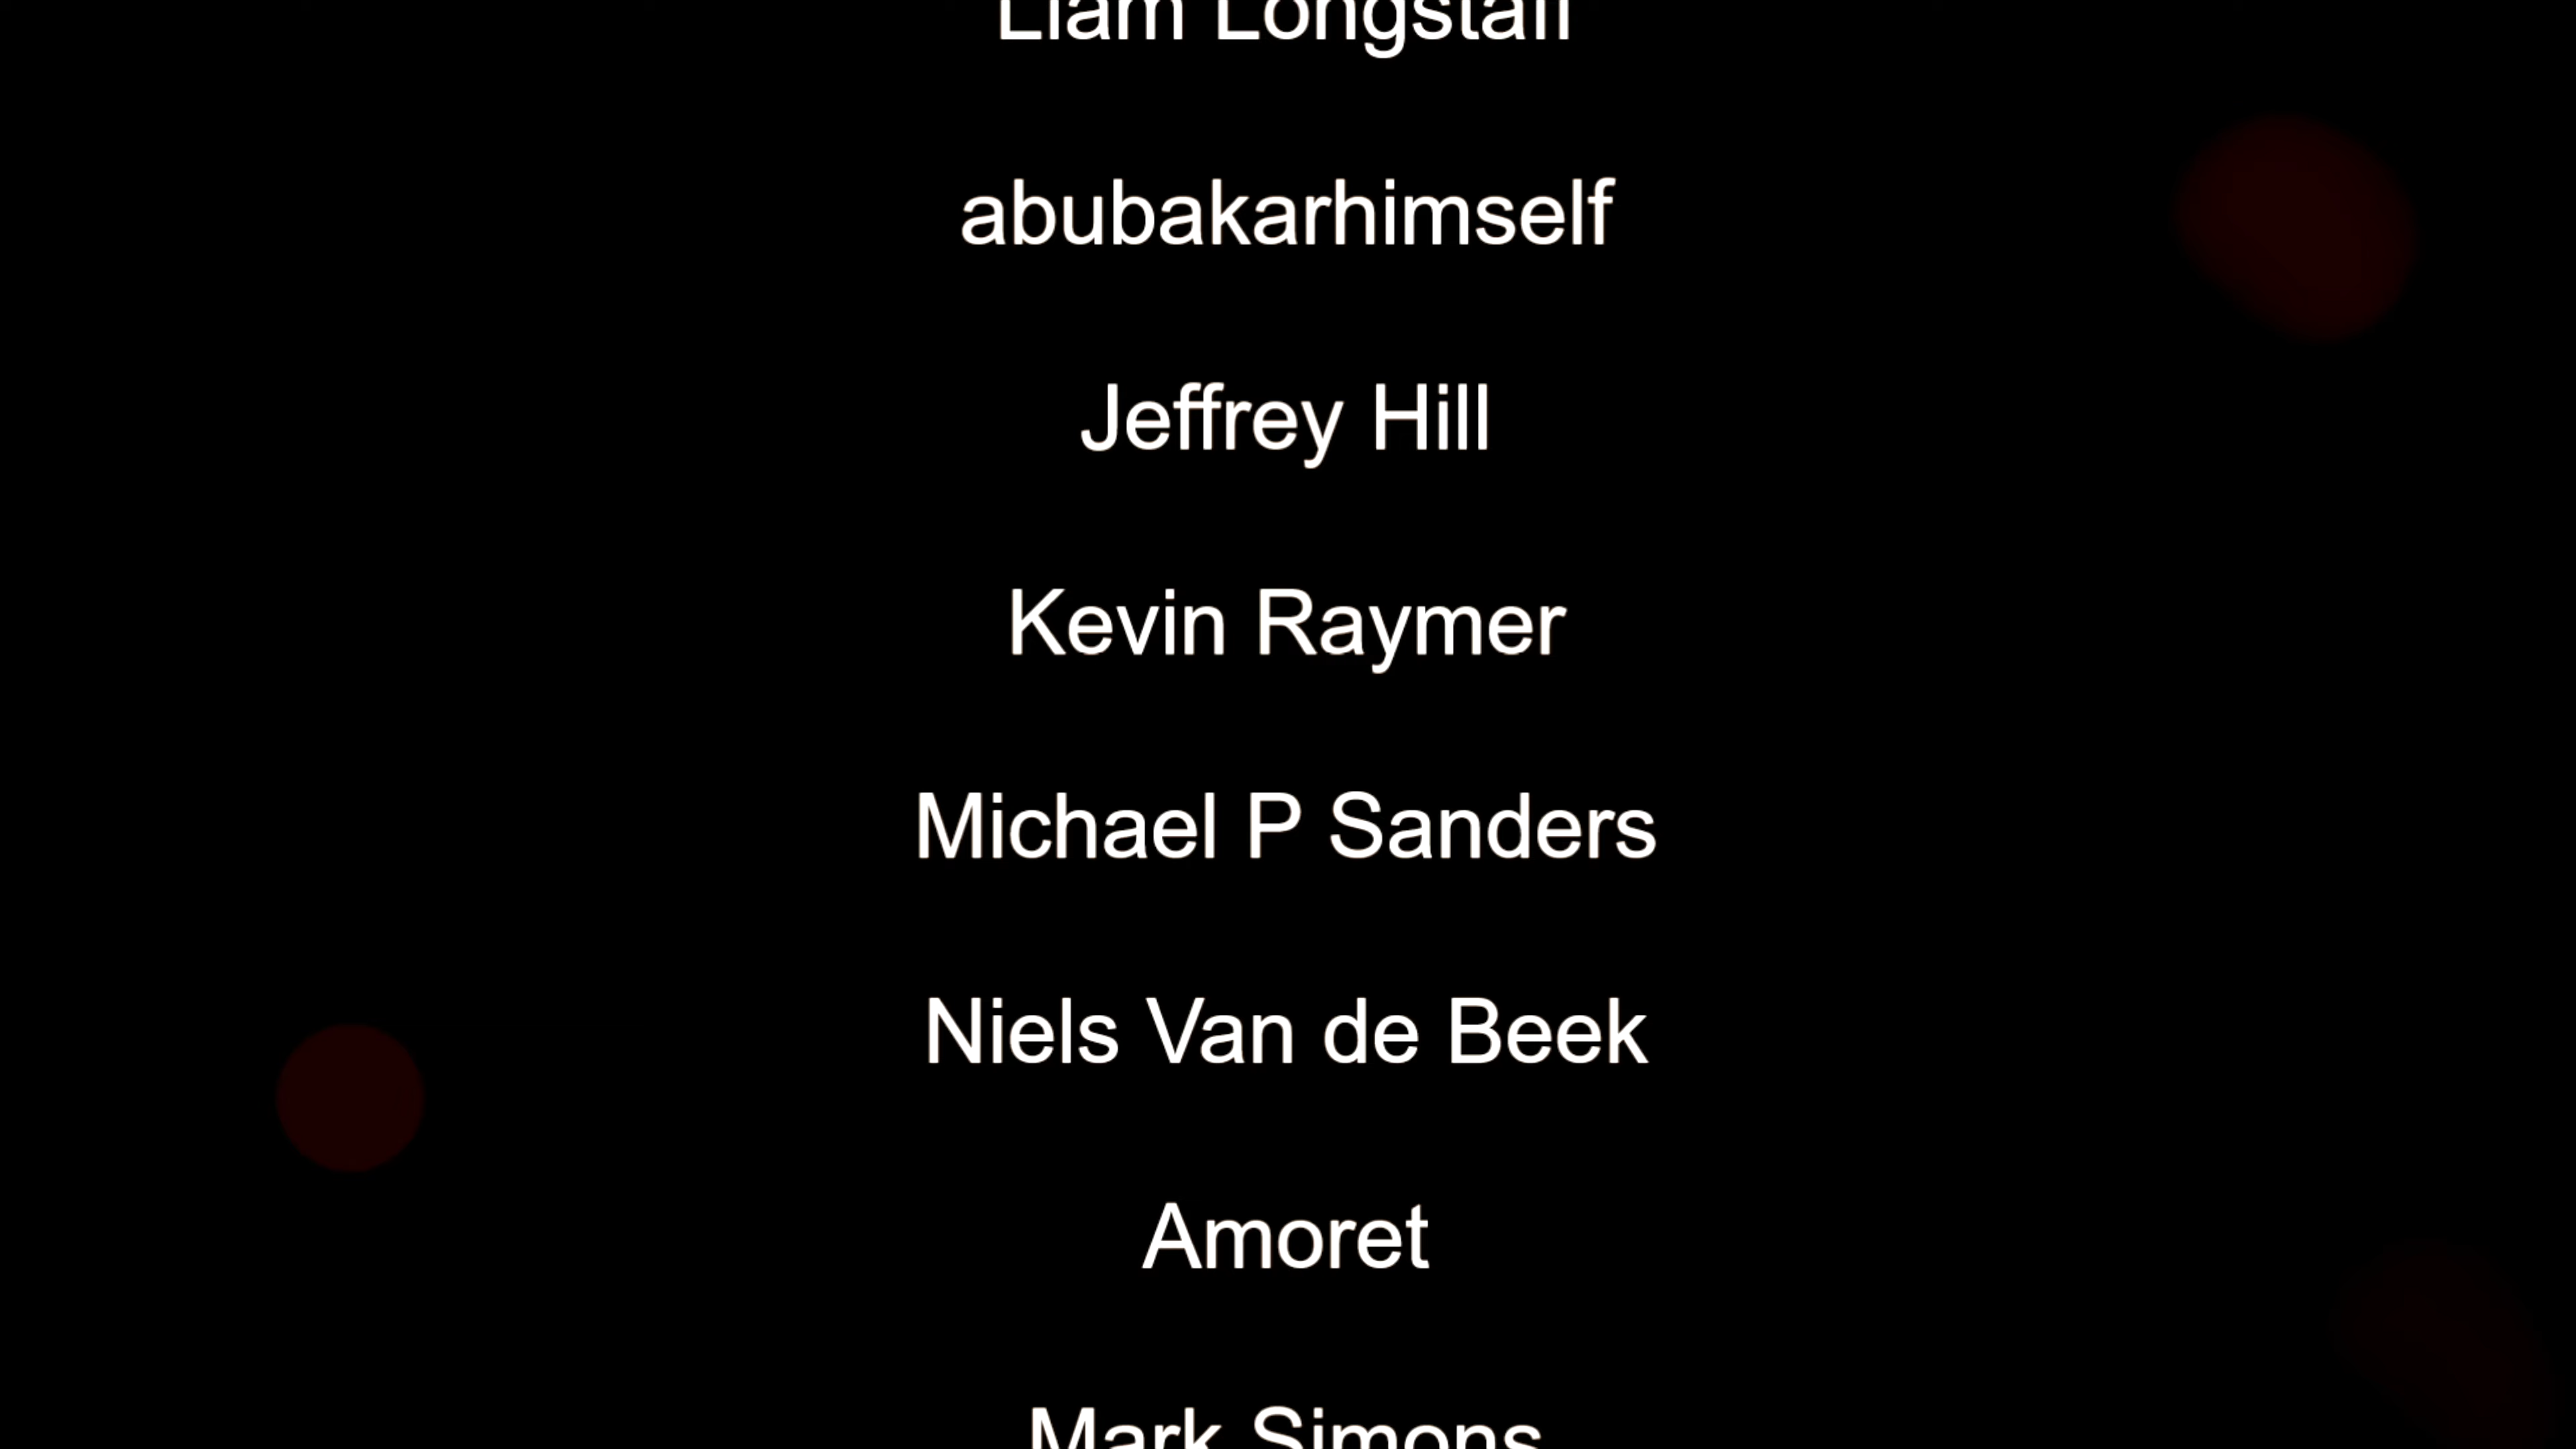 Liam Longstaff
abubakarhimself
Jeffrey Hill
Kevin Raymer
Michael P Sanders
Niels Van de Beek
Amoret
Mark Simons